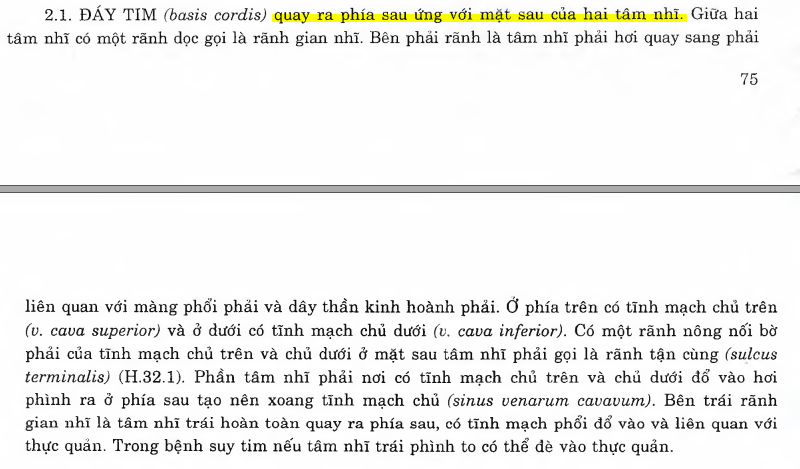 2.1. ĐÁY TIM (basis cordis) quay ra phía sau ứng với mặt sau của hai tâm nhĩ. Giữa hai
tâm nhĩ có một rãnh dọc gọi là rãnh gian nhĩ. Bên phải rãnh là tâm nhĩ phải hơi quay sang phải
75
liên quan với màng phổi phải và dây thần kinh hoành phải. Ở phía trên có tĩnh mạch chủ trên
(v. cava superior) và ở dưới có tĩnh mạch chủ dưới (v. cava inferior). Có một rãnh nông nối bờ
phải của tĩnh mạch chủ trên và chủ dưới ở mặt sau tâm nhĩ phải gọi là rãnh tận cùng (sulcus
terminalis) (H.32.1). Phần tâm nhĩ phải nơi có tĩnh mạch chủ trên và chủ dưới đổ vào hơi
phình ra ở phía sau tạo nên xoang tĩnh mạch chủ (sinus venarum cavavum). Bên trái rãnh
gian nhĩ là tâm nhĩ trái hoàn toàn quay ra phía sau, có tĩnh mạch phổi đổ vào và liên quan với
thực quản. Trong bệnh suy tim nếu tâm nhĩ trái phình to có thể đè vào thực quản.